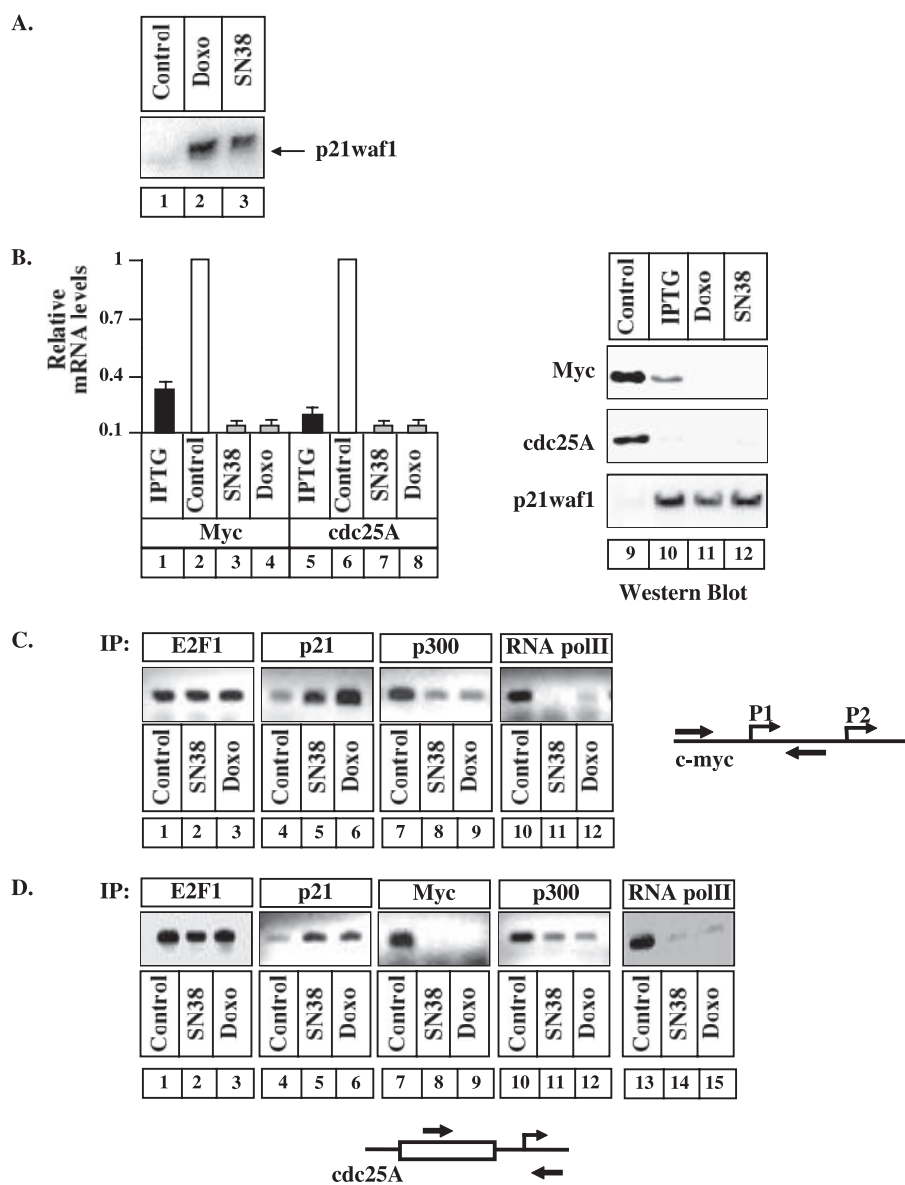 A.
Control Doxo SN38
p21waf1
1 2 3
B.
Relative mRNA levels
1
0.7
0.4
0.1
IPTG Control SN38 Doxo IPTG Control SN38 Doxo
Myc cdc25A
1 2 3 4 5 6 7 8
Control IPTG Doxo SN38
Myc
cdc25A
p21waf1
9 10 11 12
Western Blot
C.
IP: E2F1 p21 p300 RNA polII
Control SN38 Doxo Control SN38 Doxo Control SN38 Doxo Control SN38 Doxo
1 2 3 4 5 6 7 8 9 10 11 12
P1 P2
c-myc
D.
IP: E2F1 p21 Myc p300 RNA polII
Control SN38 Doxo Control SN38 Doxo Control SN38 Doxo Control SN38 Doxo Control SN38 Doxo
1 2 3 4 5 6 7 8 9 10 11 12 13 14 15
cdc25A